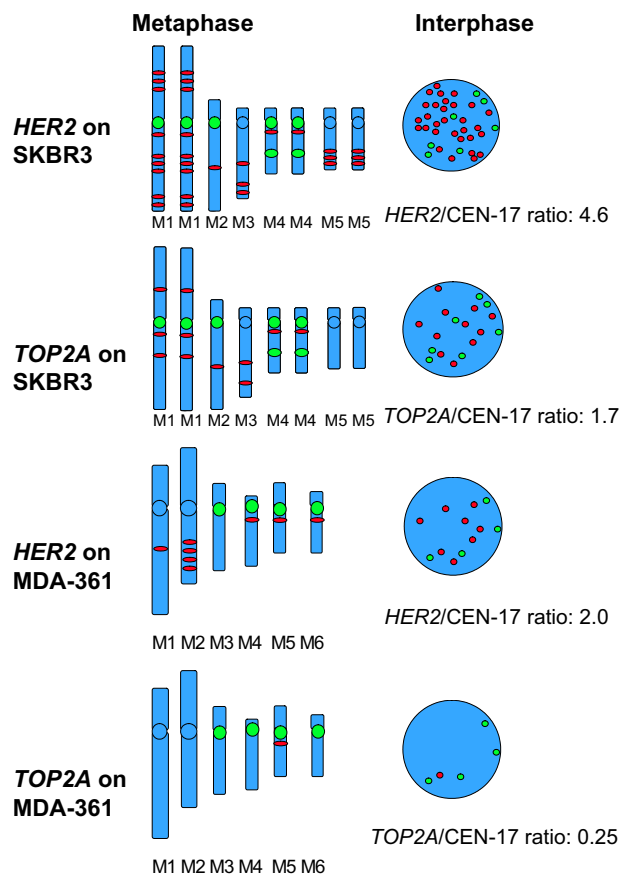 Metaphase Interphase
HER2 on
SKBR3
M1 M1 M2 M3 M4 M4 M5 M5
HER2/CEN-17 ratio: 4.6
TOP2A on
SKBR3
M1 M1 M2 M3 M4 M4 M5 M5
TOP2A/CEN-17 ratio: 1.7
HER2 on
MDA-361
M1 M2 M3 M4 M5 M6
HER2/CEN-17 ratio: 2.0
TOP2A on
MDA-361
M1 M2 M3 M4 M5 M6
TOP2A/CEN-17 ratio: 0.25